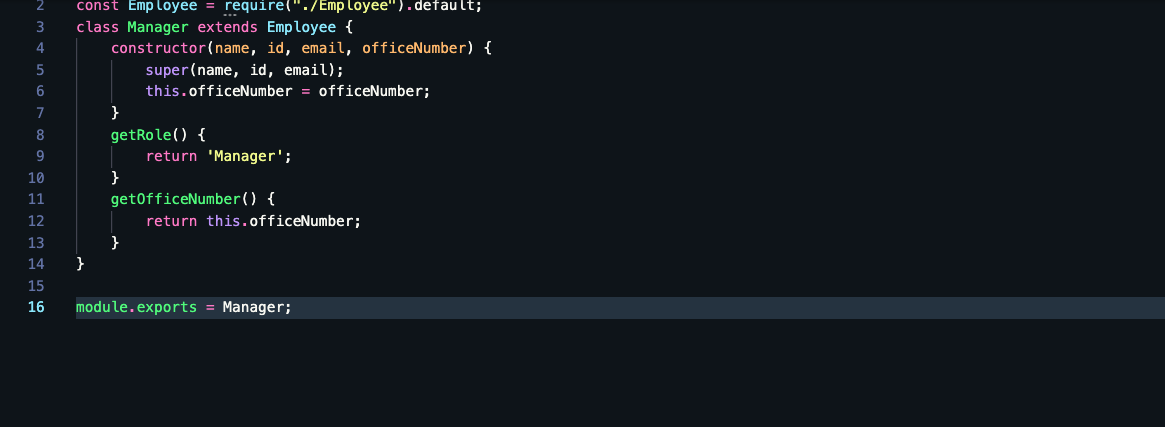 2 const Employee = require("./Employee").default;
3 class Manager extends Employee {
4 constructor(name, id, email, officeNumber) {
5 super(name, id, email);
6 this.officeNumber = officeNumber;
7 }
8 getRole() {
9 return 'Manager';
10 }
11 getOfficeNumber() {
12 return this.officeNumber;
13 }
14 }
15
16 module.exports = Manager;